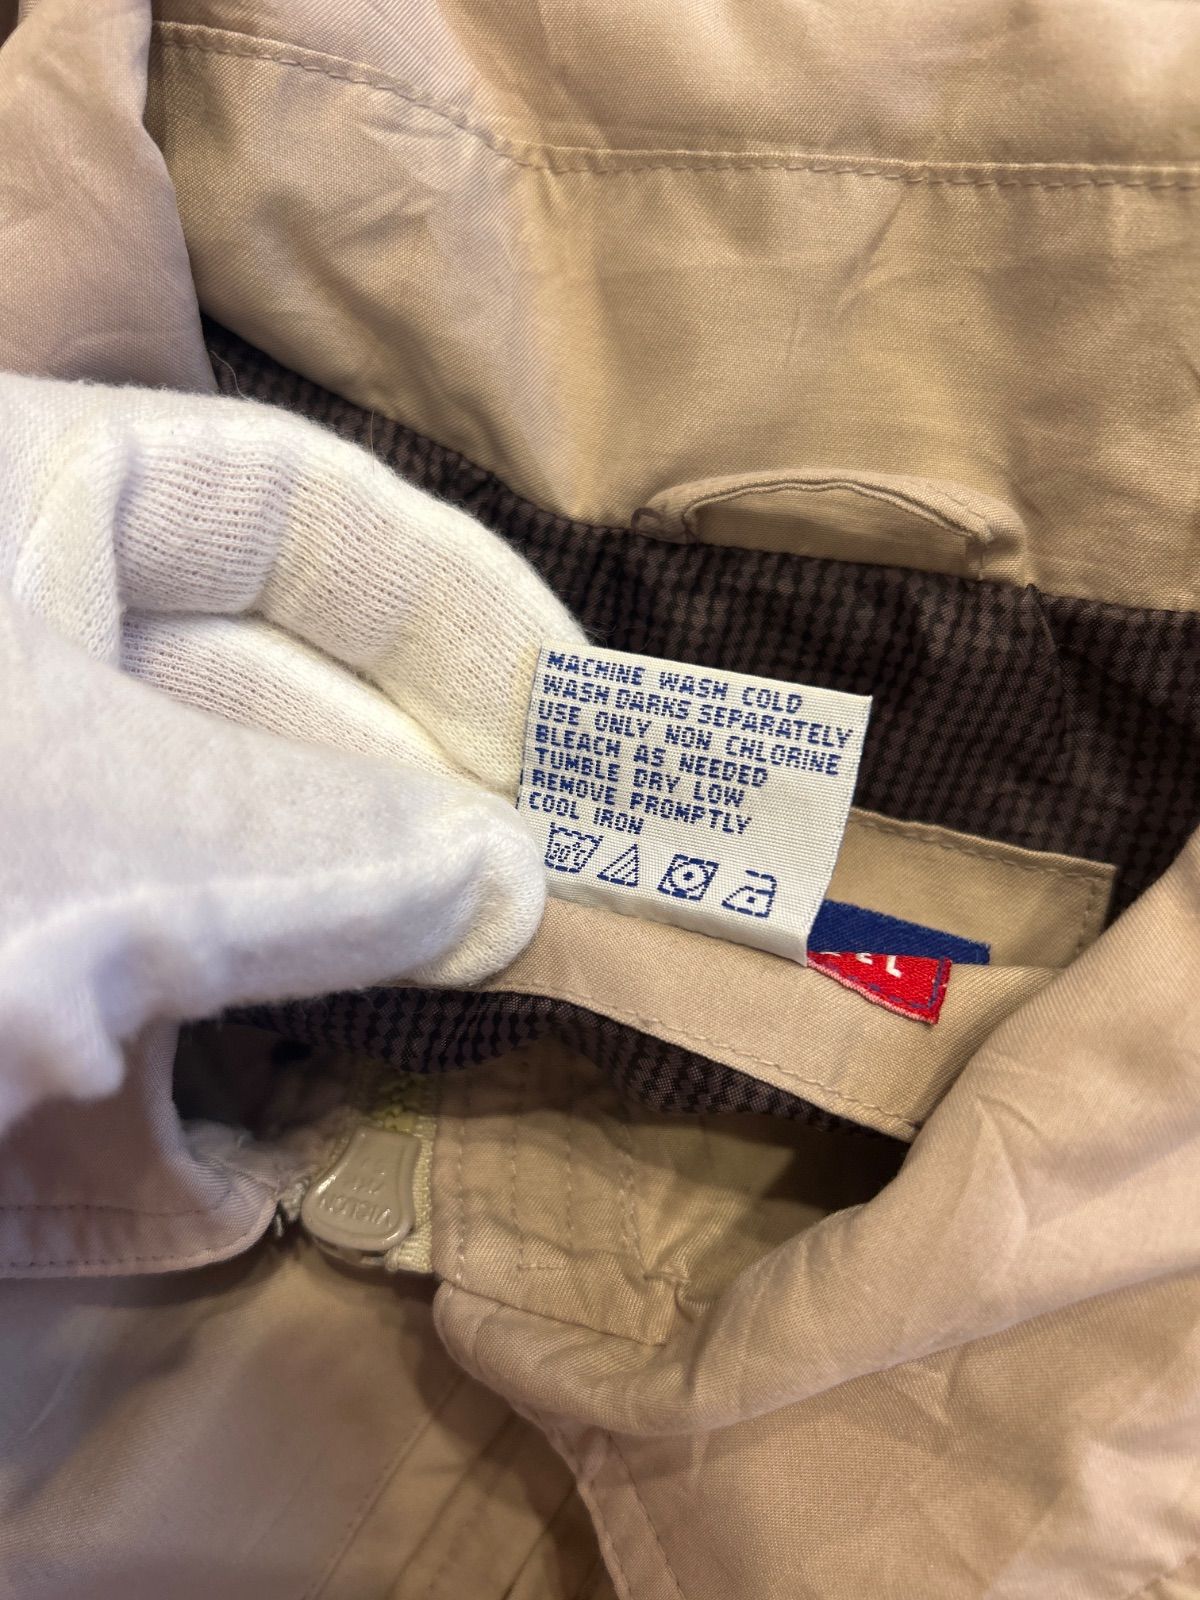 MACHINE WASH COLD
WASH DARKS SEPARATELY
USE ONLY NON CHLORINE
BLEACH AS NEEDED
TUMBLE DRY LOW
REMOVE PROMPTLY
COOL IRON
30°C